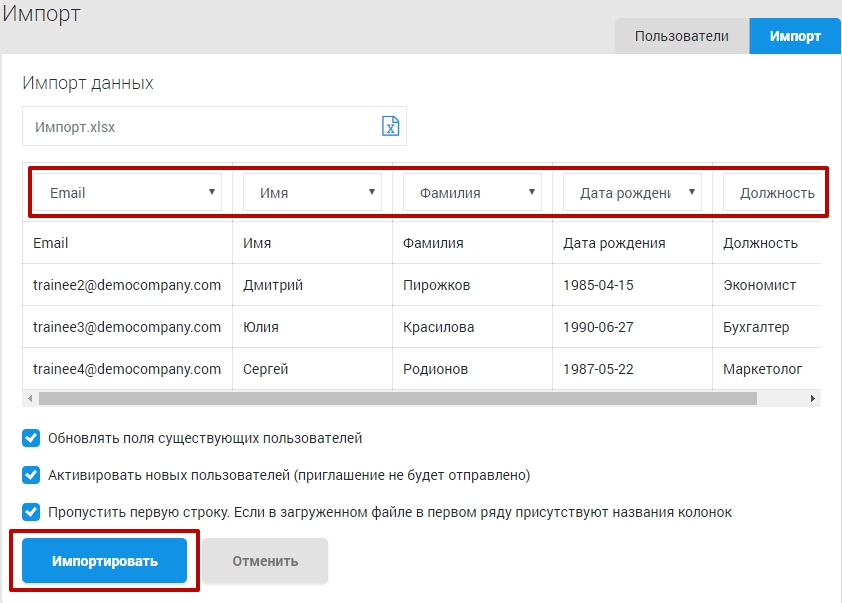 Импорт
Пользователи Импорт
Импорт данных
Импорт.xlsx
Email Имя Фамилия Дата рождени Должность
Email Имя Фамилия Дата рождения Должность
trainee2@democompany.com Дмитрий Пирожков 1985-04-15 Экономист
trainee3@democompany.com Юлия Красилова 1990-06-27 Бухгалтер
trainee4@democompany.com Сергей Родионов 1987-05-22 Маркетолог
Обновлять поля существующих пользователей
Активировать новых пользователей (приглашение не будет отправлено)
Пропустить первую строку. Если в загруженном файле в первом ряду присутствуют названия колонок
Импортировать Отменить